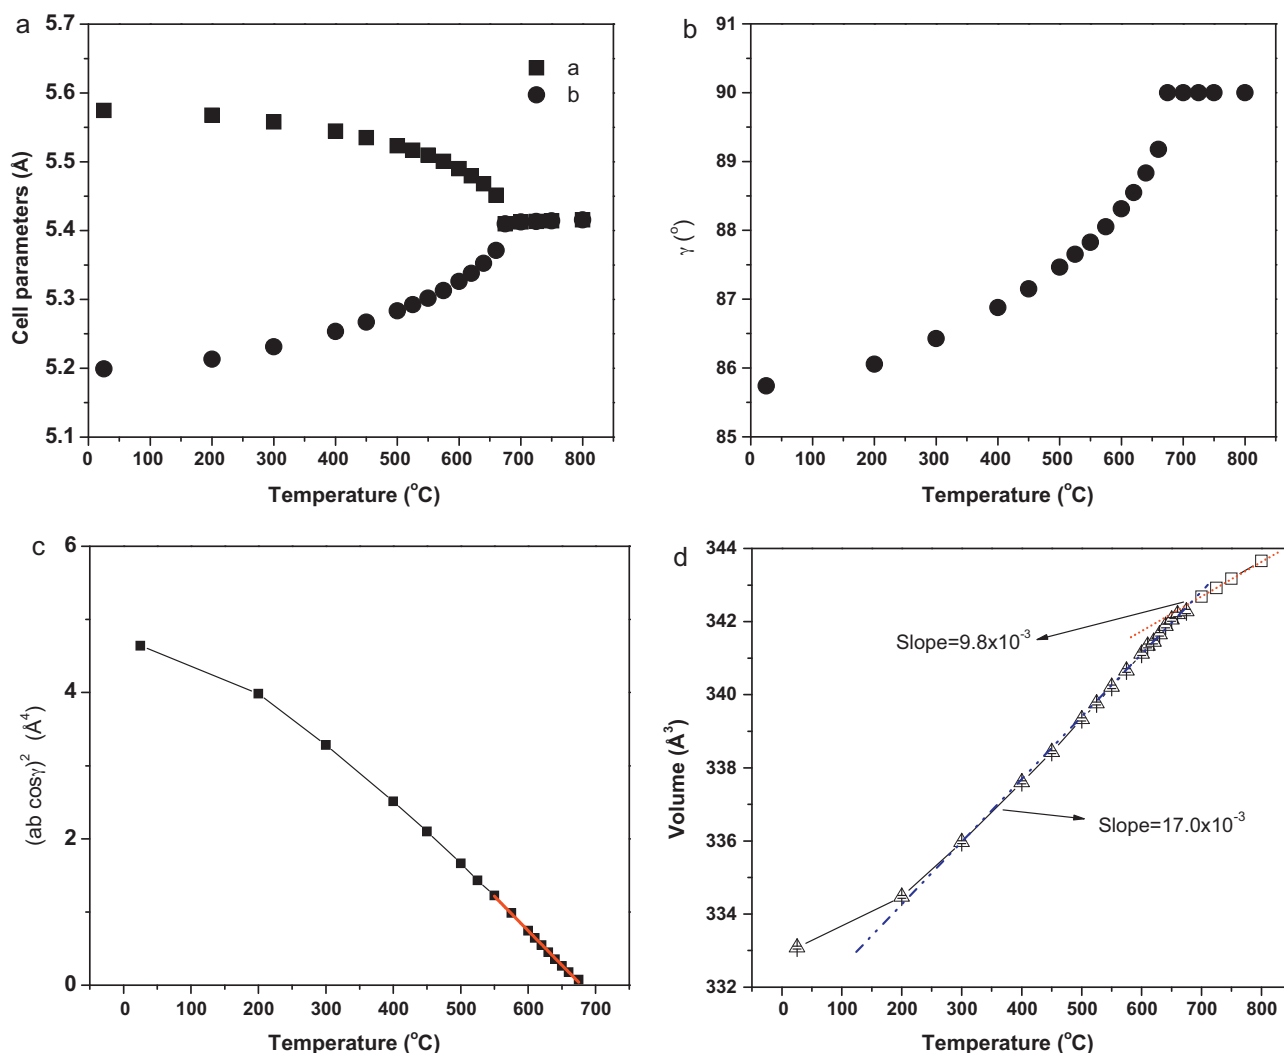 a
5.7
5.6
5.5
5.4
5.3
5.2
5.1
Cell parameters (Å)
a
b
0 100 200 300 400 500 600 700 800
Temperature (°C)
b
91
90
89
88
87
86
85
γ (°)
0 100 200 300 400 500 600 700 800
Temperature (°C)
c
6
4
2
0
(ab cosγ)² (Å⁴)
0 100 200 300 400 500 600 700
Temperature (°C)
d
344
342
340
338
336
334
332
Volume (Å³)
Slope=9.8x10⁻³
Slope=17.0x10⁻³
0 100 200 300 400 500 600 700 800
Temperature (°C)